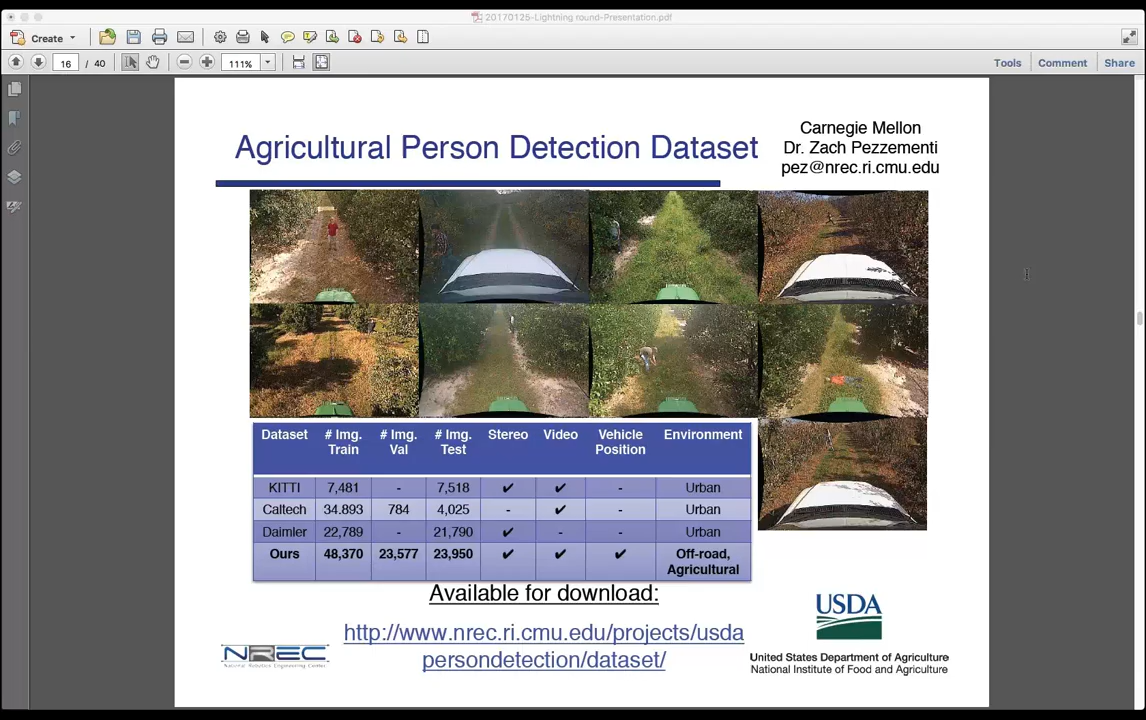 20170125-Lightning round-Presentation.pdf
Create
16 / 40
111%
Tools Comment Share
Agricultural Person Detection Dataset
Carnegie Mellon
Dr. Zach Pezzementi
pez@nrec.ri.cmu.edu
Dataset # Img. Train # Img. Val # Img. Test Stereo Video Vehicle Position Environment
KITTI 7,481 - 7,518 ✔ ✔ - Urban
Caltech 34.893 784 4,025 - ✔ - Urban
Daimler 22,789 - 21,790 ✔ - - Urban
Ours 48,370 23,577 23,950 ✔ ✔ ✔ Off-road, Agricultural
Available for download:
http://www.nrec.ri.cmu.edu/projects/usda
persondetection/dataset/
NREC
National Robotics Engineering Center
USDA
United States Department of Agriculture
National Institute of Food and Agriculture